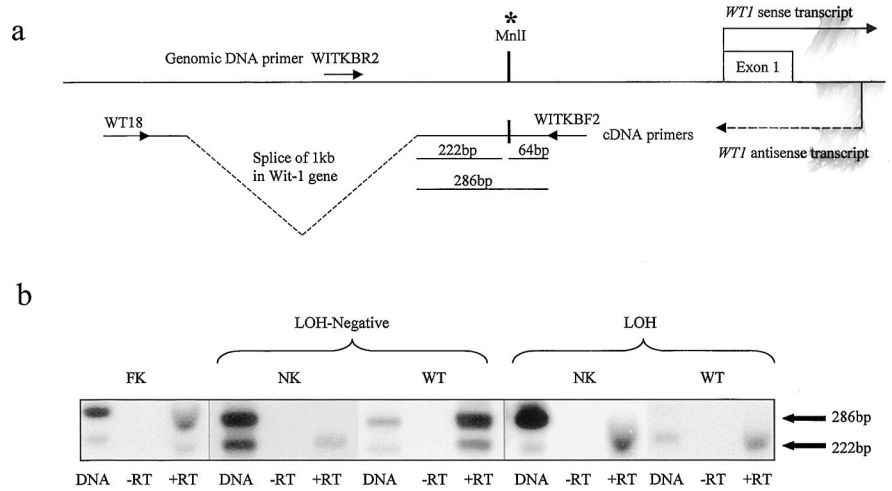 a
*
MnlI
WT1 sense transcript
Genomic DNA primer WITKBR2
Exon 1
WT18
WITKBF2
cDNA primers
222bp 64bp
WT1 antisense transcript
Splice of 1kb
in Wit-1 gene
286bp
b
LOH-Negative
LOH
FK NK WT NK WT
286bp
222bp
DNA -RT +RT DNA -RT +RT DNA -RT +RT DNA -RT +RT DNA -RT +RT